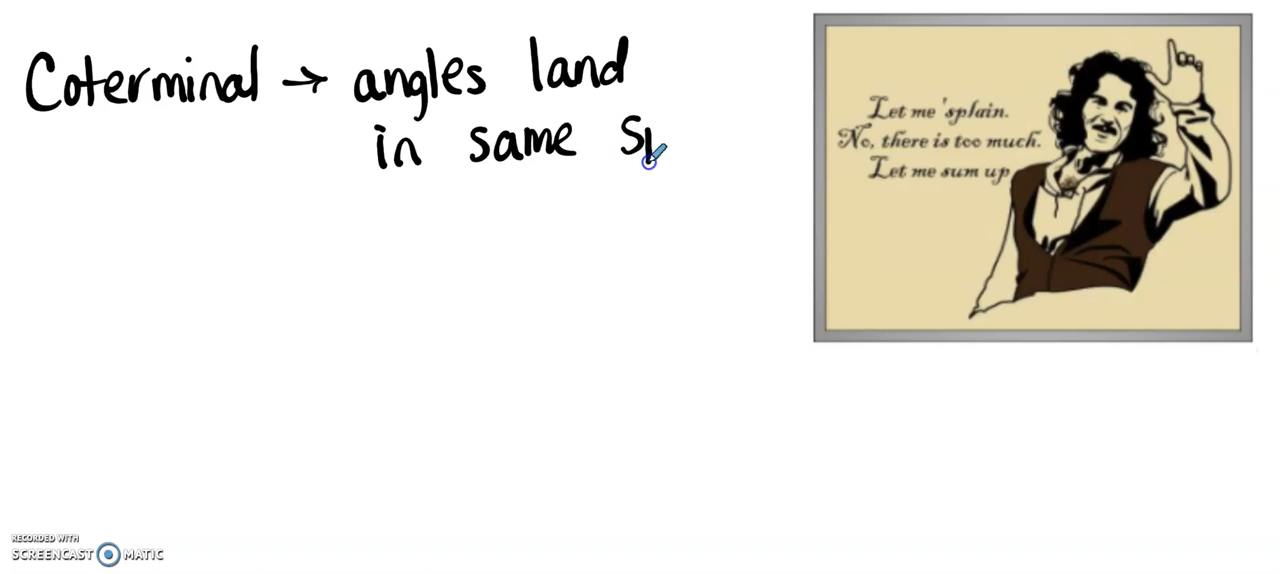 Coterminal → angles land
in same
Let me 'splain.
No, there is too much.
Let me sum up
RECORDED WITH
SCREENCAST MATIC